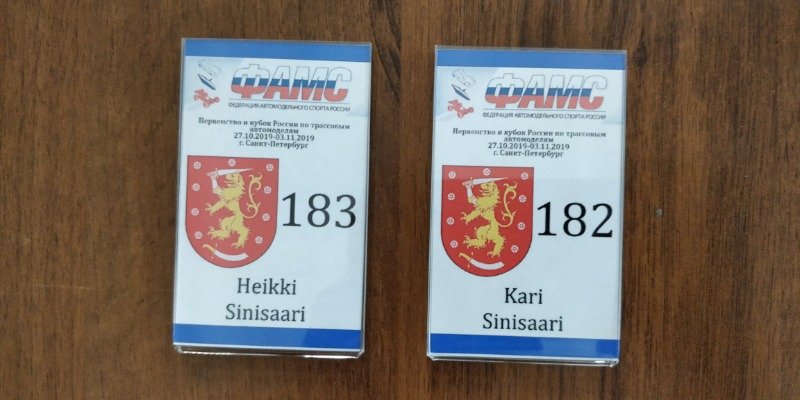 ФАМС
ФЕДЕРАЦИЯ АВТОМОДЕЛЬНОГО СПОРТА РОССИИ
Первенство и кубок России по трассовым
автомоделям
27.10.2019-03.11.2019
г. Санкт-Петербург
183
Heikki
Sinisaari
ФАМС
ФЕДЕРАЦИЯ АВТОМОДЕЛЬНОГО СПОРТА РОССИИ
Первенство и кубок России по трассовым
автомоделям
27.10.2019-03.11.2019
г. Санкт-Петербург
182
Kari
Sinisaari